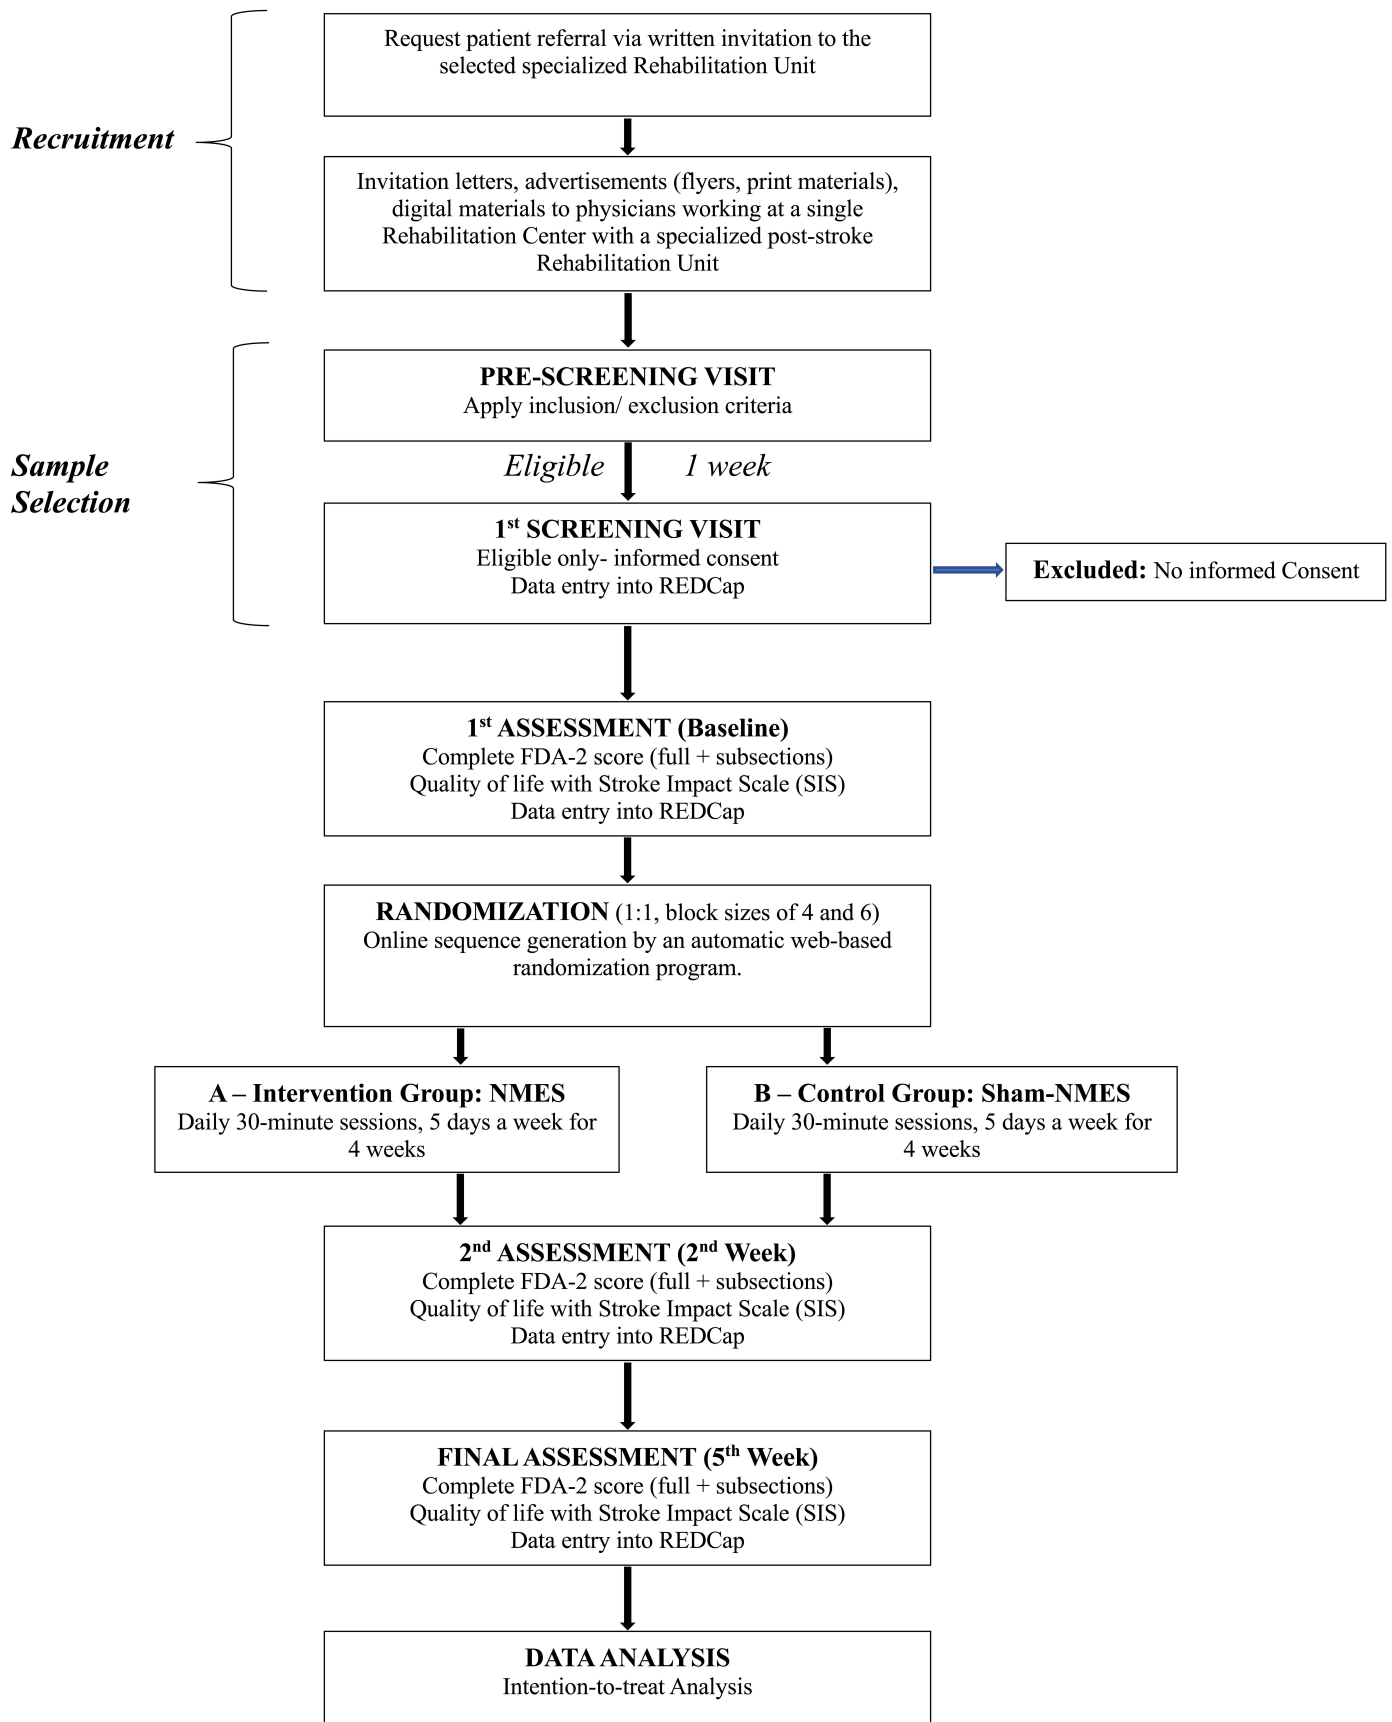 Request patient referral via written invitation to the
selected specialized Rehabilitation Unit
Recruitment
Invitation letters, advertisements (flyers, print materials),
digital materials to physicians working at a single
Rehabilitation Center with a specialized post-stroke
Rehabilitation Unit
PRE-SCREENING VISIT
Apply inclusion/ exclusion criteria
Sample
Selection
Eligible 1 week
1st SCREENING VISIT
Eligible only- informed consent
Data entry into REDCap
Excluded: No informed Consent
1st ASSESSMENT (Baseline)
Complete FDA-2 score (full + subsections)
Quality of life with Stroke Impact Scale (SIS)
Data entry into REDCap
RANDOMIZATION (1:1, block sizes of 4 and 6)
Online sequence generation by an automatic web-based
randomization program.
A – Intervention Group: NMES
Daily 30-minute sessions, 5 days a week for
4 weeks
B – Control Group: Sham-NMES
Daily 30-minute sessions, 5 days a week for
4 weeks
2nd ASSESSMENT (2nd Week)
Complete FDA-2 score (full + subsections)
Quality of life with Stroke Impact Scale (SIS)
Data entry into REDCap
FINAL ASSESSMENT (5th Week)
Complete FDA-2 score (full + subsections)
Quality of life with Stroke Impact Scale (SIS)
Data entry into REDCap
DATA ANALYSIS
Intention-to-treat Analysis